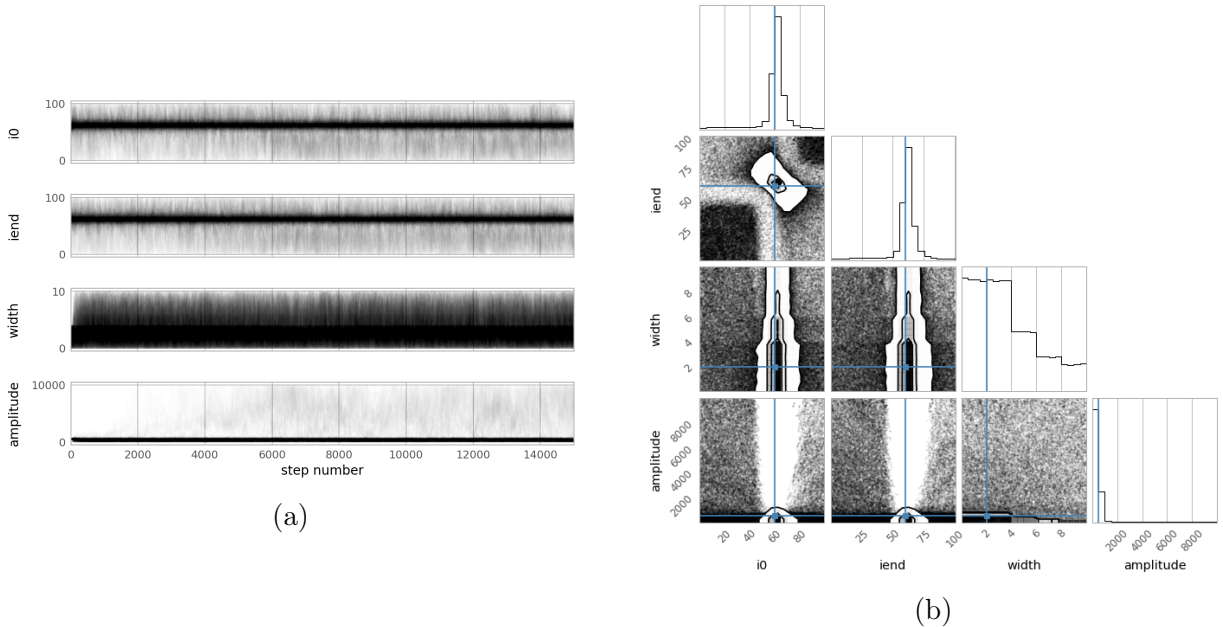 100
i0
0
100
iend
0
10
width
0
10000
amplitude
0
0 2000 4000 6000 8000 10000 12000 14000
step number
(a)
100
75
iend
50
25
8
6
width
4
2
8000
6000
amplitude
4000
2000
20 40 60 80
25 50 75 100
2 4 6 8
2000 4000 6000 8000
i0 iend width amplitude
(b)